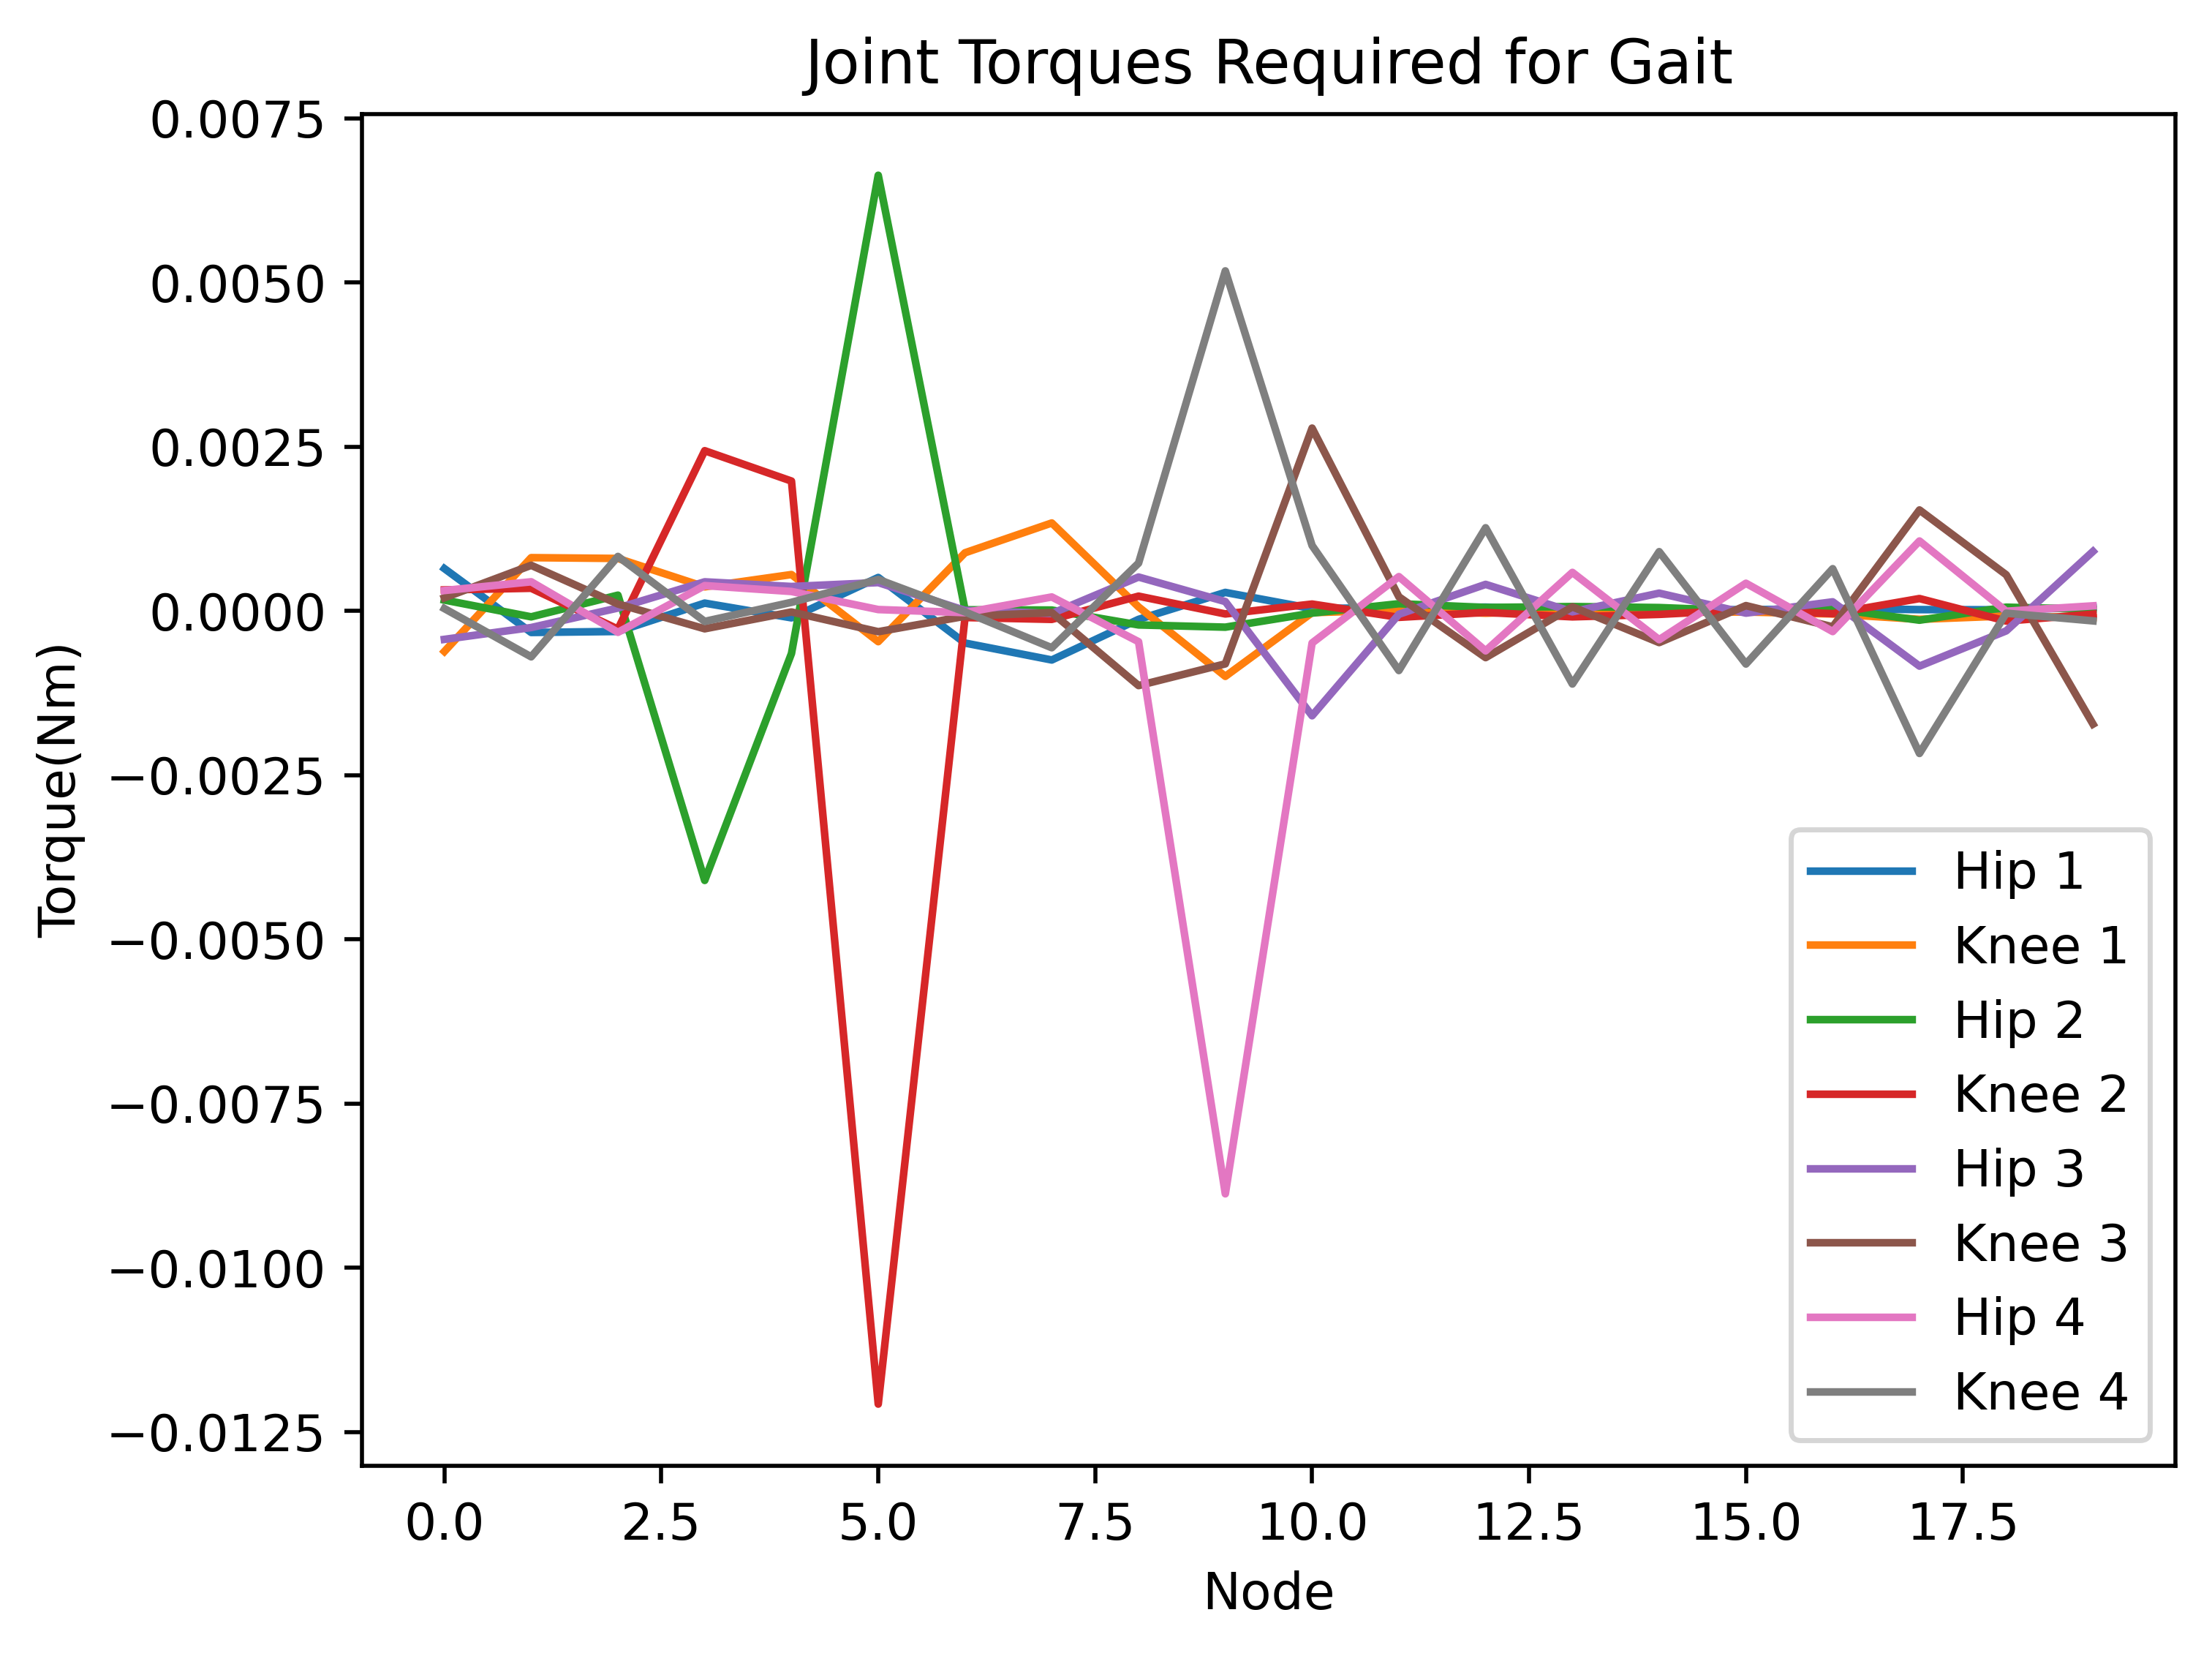 Joint Torques Required for Gait
0.0075
0.0050
0.0025
0.0000
−0.0025
−0.0050
−0.0075
−0.0100
−0.0125
Torque(Nm)
Hip 1
Knee 1
Hip 2
Knee 2
Hip 3
Knee 3
Hip 4
Knee 4
0.0 2.5 5.0 7.5 10.0 12.5 15.0 17.5
Node